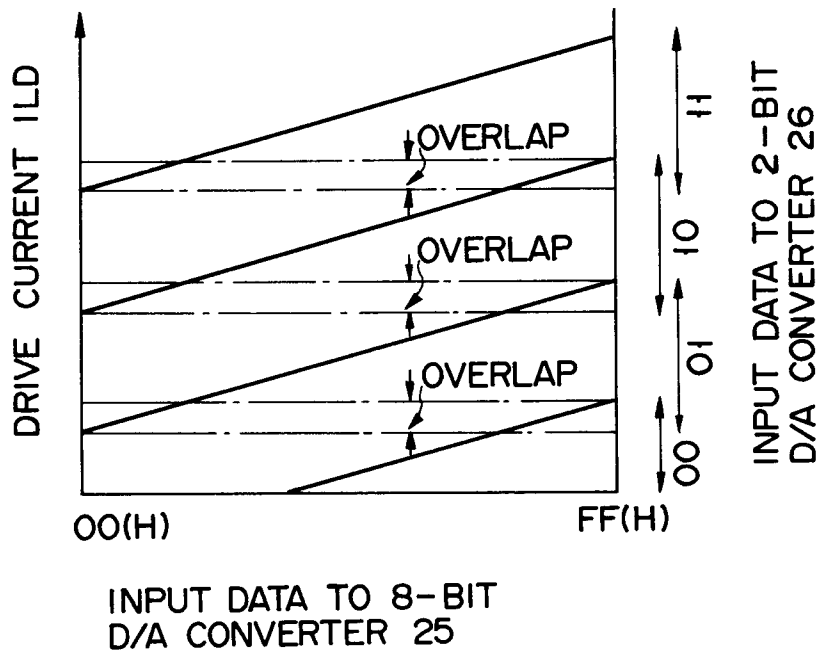 DRIVE CURRENT ILD
OVERLAP
OVERLAP
OVERLAP
11
10
01
00
INPUT DATA TO 2-BIT
D/A CONVERTER 26
00(H)
FF(H)
INPUT DATA TO 8-BIT
D/A CONVERTER 25